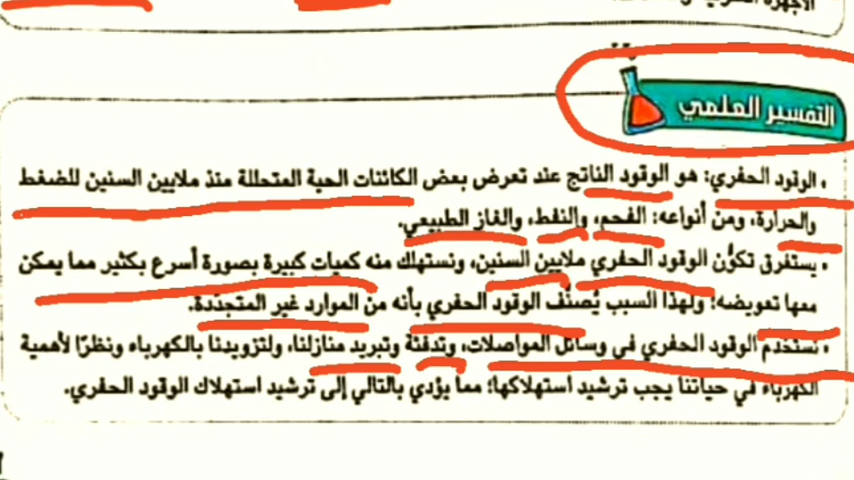 التفسير العلمي
• الوقود الحفري: هو الوقود الناتج عند تعرض بعض الكائنات الحية المتحللة منذ ملايين السنين للضغط
والحرارة، ومن أنواعه: الفحم، والنفط، والغاز الطبيعي.
• يستغرق تكوُّن الوقود الحفري ملايين السنين، ونستهلك منه كميات كبيرة بصورة أسرع بكثير مما يمكن
معها تعويضه؛ ولهذا السبب يُصنَّف الوقود الحفري بأنه من الموارد غير المتجددة.
• نستخدم الوقود الحفري في وسائل المواصلات، وتدفئة وتبريد منازلنا، ولتزويدنا بالكهرباء ونظرًا لأهمية
الكهرباء في حياتنا يجب ترشيد استهلاكها؛ مما يؤدي بالتالي إلى ترشيد استهلاك الوقود الحفري.